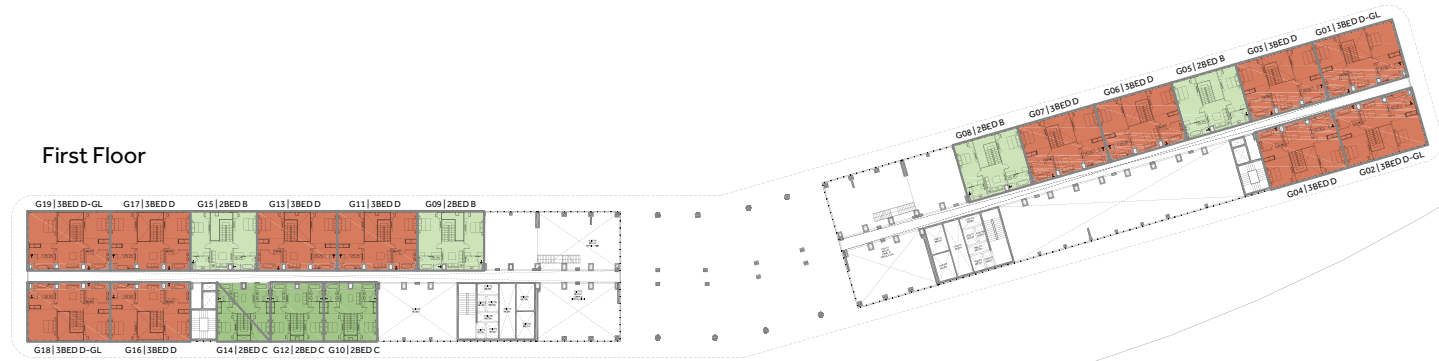 First Floor
G19 | 3BED D-GL
G17 | 3BED D
G15 | 2BED B
G13 | 3BED D
G11 | 3BED D
G09 | 2BED B
G18 | 3BED D-GL
G16 | 3BED D
G14 | 2BED C
G12 | 2BED C
G10 | 2BED C
G08 | 2BED B
G07 | 3BED D
G06 | 3BED D
G05 | 2BED B
G03 | 3BED D
G01 | 3BED D-GL
G04 | 3BED D
G02 | 3BED D-GL